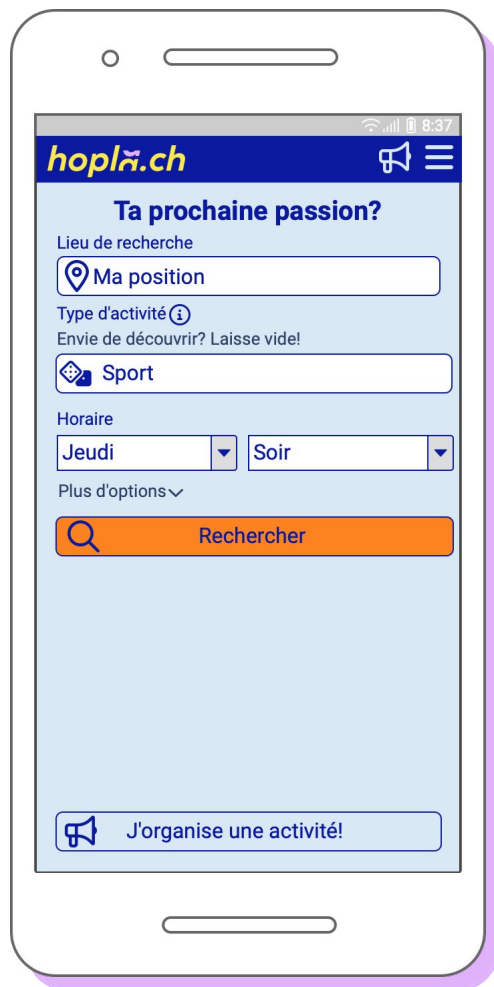 8:37
hoplã.ch
Ta prochaine passion?
Lieu de recherche
Ma position
Type d'activité
Envie de découvrir? Laisse vide!
Sport
Horaire
Jeudi Soir
Plus d'options
Rechercher
J'organise une activité!